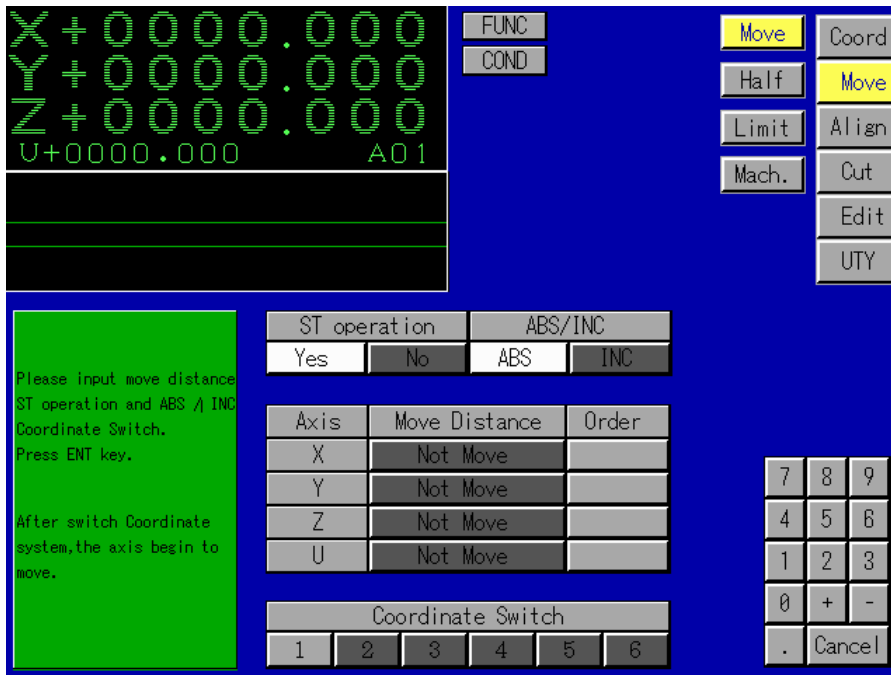 X+0000.000
Y+0000.000
Z+0000.000
U+0000.000 A01
FUNC
COND
Move
Half
Limit
Mach.
Coord
Move
Align
Cut
Edit
UTY
Please input move distance
ST operation and ABS /| INC
Coordinate Switch.
Press ENT key.
After switch Coordinate
system,the axis begin to
move.
ST operation ABS/INC
Yes No ABS INC
Axis Move Distance Order
X Not Move
Y Not Move
Z Not Move
U Not Move
Coordinate Switch
1 2 3 4 5 6
7 8 9
4 5 6
1 2 3
0 + -
. Cancel